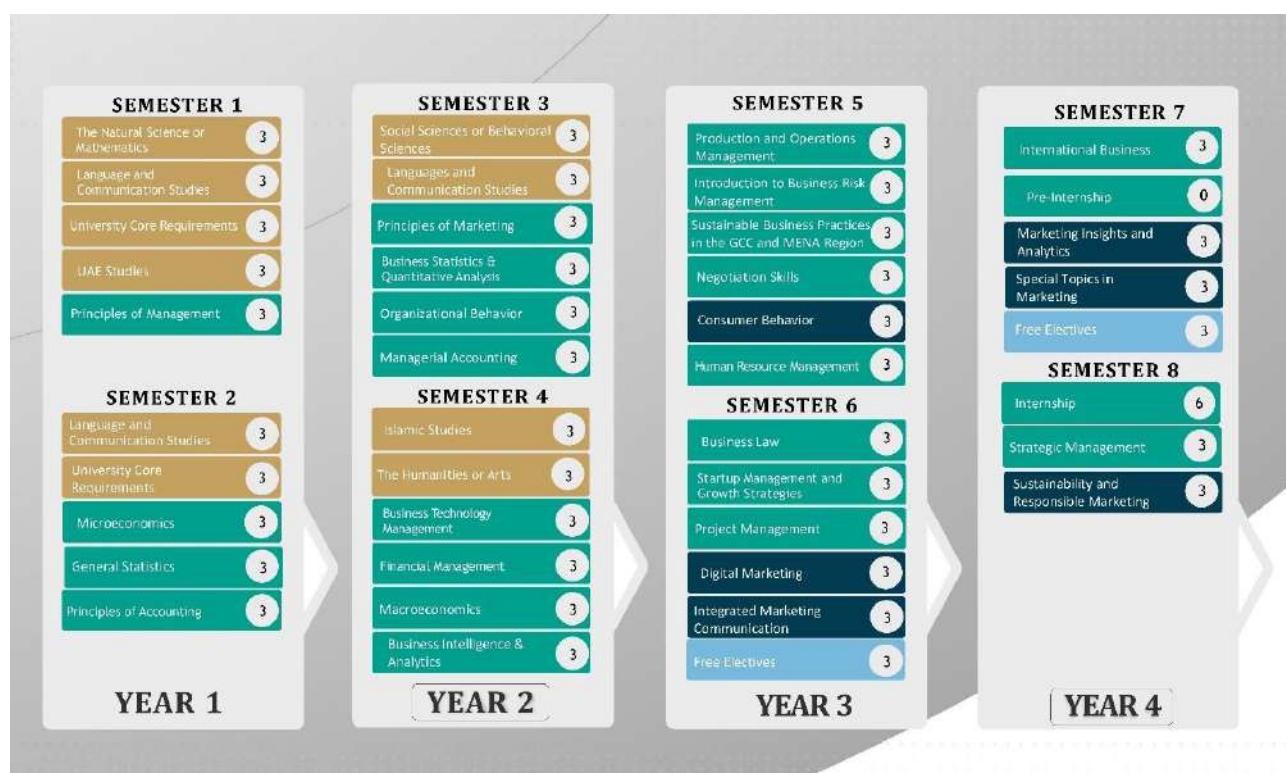 SEMESTER 1
The Natural Science or
Mathematics
3
Language and
Communication Studies
3
University Core Requirements
3
UAE Studies
3
Principles of Management
3
SEMESTER 2
Language and
Communication Studies
3
University Core
Requirements
3
Microeconomics
3
General Statistics
3
Principles of Accounting
3
YEAR 1
SEMESTER 3
Social Sciences or Behavioral
Sciences
3
Languages and
Communication Studies
3
Principles of Marketing
3
Business Statistics &
Quantitative Analysis
3
Organizational Behavior
3
Managerial Accounting
3
SEMESTER 4
Islamic Studies
3
The Humanities or Arts
3
Business Technology
Management
3
Financial Management
3
Macroeconomics
3
Business Intelligence &
Analytics
3
YEAR 2
SEMESTER 5
Production and Operations
Management
3
Introduction to Business Risk
Management
3
Sustainable Business Practices
in the GCC and MENA Region
3
Negotiation Skills
3
Consumer Behavior
3
Human Resource Management
3
SEMESTER 6
Business Law
3
Startup Management and
Growth Strategies
3
Project Management
3
Digital Marketing
3
Integrated Marketing
Communication
3
Free Electives
3
YEAR 3
SEMESTER 7
International Business
3
Pre-Internship
0
Marketing Insights and
Analytics
3
Special Topics in
Marketing
3
Free Electives
3
SEMESTER 8
Internship
6
Strategic Management
3
Sustainability and
Responsible Marketing
3
YEAR 4